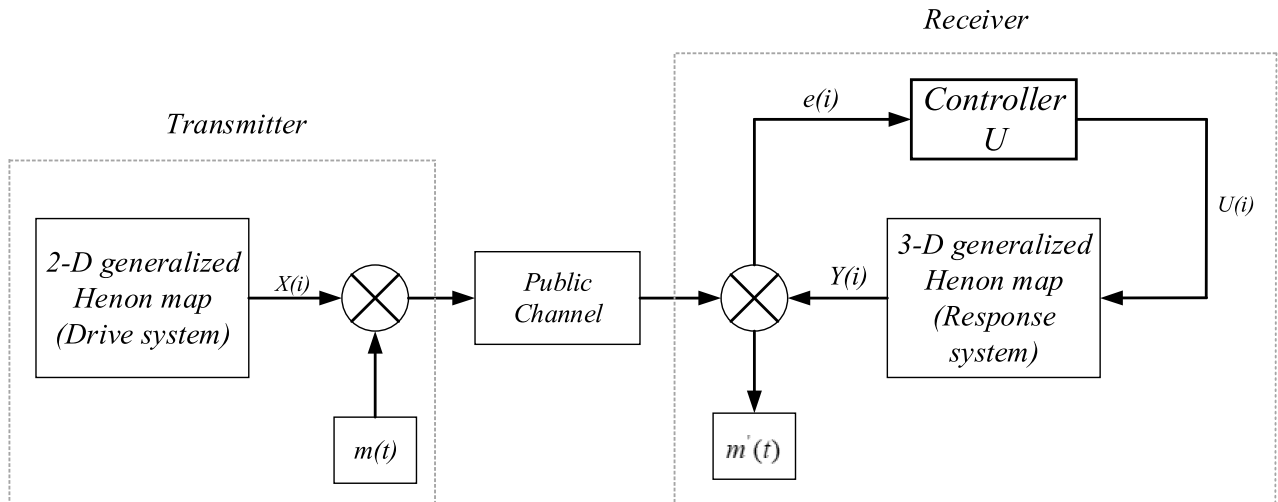 Receiver
Transmitter
e(i)
Controller
U
U(i)
2-D generalized
Henon map
(Drive system)
X(i)
Public
Channel
Y(i)
3-D generalized
Henon map
(Response
system)
m(t)
m'(t)